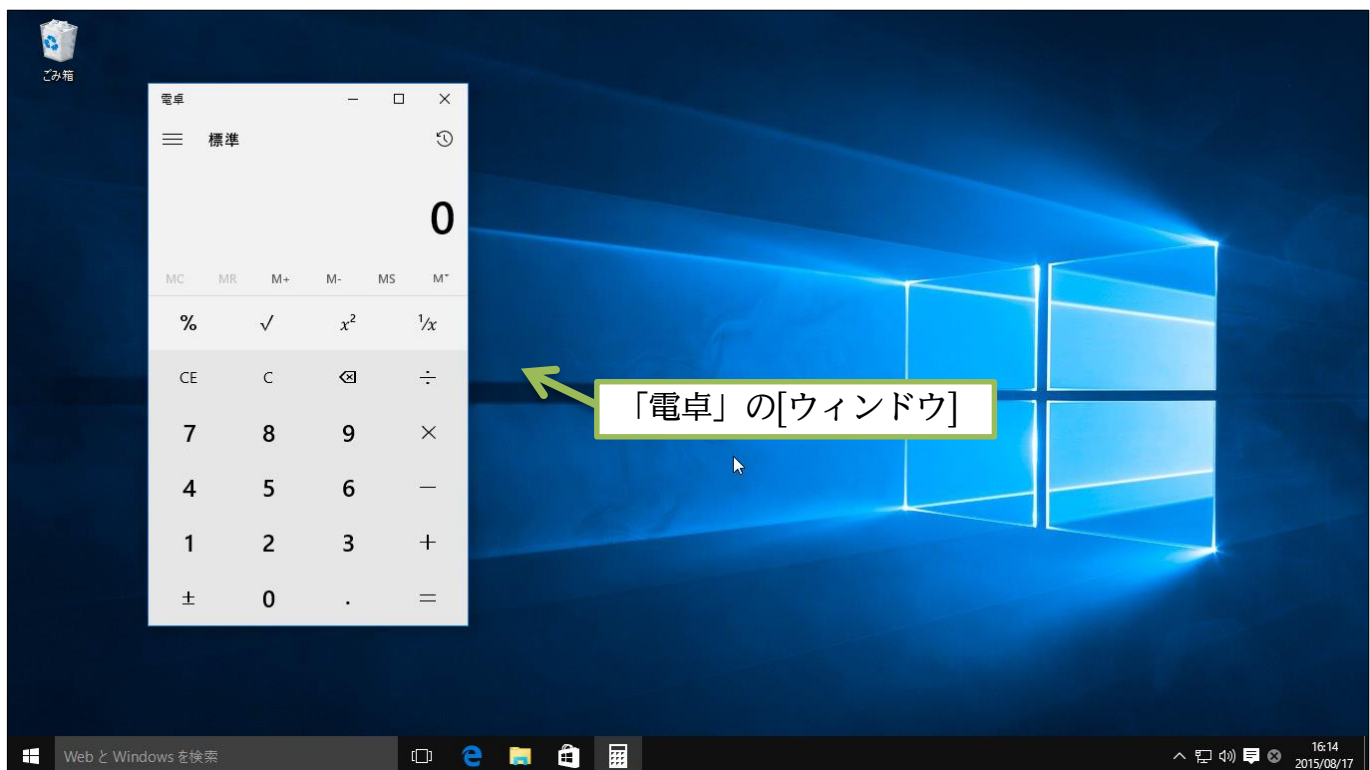 ごみ箱
電卓
標準
0
MC MR M+ M- MS M˅
% √ x² ¹/x
CE C ÷
7 8 9 ×
4 5 6 −
1 2 3 +
± 0 . =
「電卓」の[ウィンドウ]
Web と Windows を検索
16:14
2015/08/17